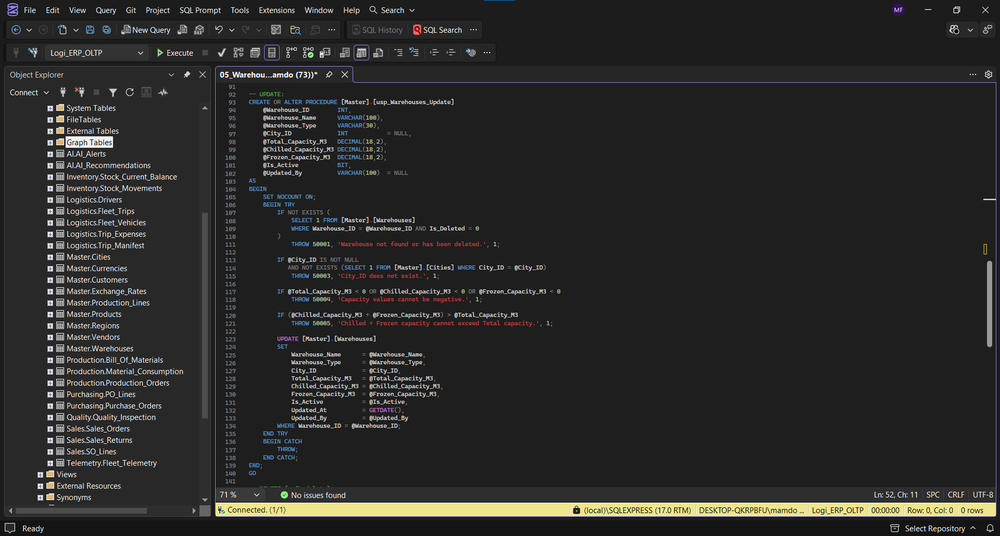 File Edit View Query Git Project SQL Prompt Tools Extensions Window Help Search MF
New Query DAX SQL History SQL Search
Logi_ERP_OLTP Execute
Object Explorer
Connect
System Tables
FileTables
External Tables
Graph Tables
AI.AI_Alerts
AI.AI_Recommendations
Inventory.Stock_Current_Balance
Inventory.Stock_Movements
Logistics.Drivers
Logistics.Fleet_Trips
Logistics.Fleet_Vehicles
Logistics.Trip_Expenses
Logistics.Trip_Manifest
Master.Cities
Master.Currencies
Master.Customers
Master.Exchange_Rates
Master.Production_Lines
Master.Products
Master.Regions
Master.Vendors
Master.Warehouses
Production.Bill_Of_Materials
Production.Material_Consumption
Production.Production_Orders
Purchasing.PO_Lines
Purchasing.Purchase_Orders
Quality.Quality_Inspection
Sales.Sales_Orders
Sales.Sales_Returns
Sales.SO_Lines
Telemetry.Fleet_Telemetry
Views
External Resources
Synonyms
05_Warehou...amdo (73))*
91
92 -- UPDATE:
93 CREATE OR ALTER PROCEDURE [Master].[usp_Warehouses_Update]
94 @Warehouse_ID INT,
95 @Warehouse_Name VARCHAR(100),
96 @Warehouse_Type VARCHAR(30),
97 @City_ID INT = NULL,
98 @Total_Capacity_M3 DECIMAL(18,2),
99 @Chilled_Capacity_M3 DECIMAL(18,2),
100 @Frozen_Capacity_M3 DECIMAL(18,2),
101 @Is_Active BIT,
102 @Updated_By VARCHAR(100) = NULL
103 AS
104 BEGIN
105 SET NOCOUNT ON;
106 BEGIN TRY
107 IF NOT EXISTS (
108 SELECT 1 FROM [Master].[Warehouses]
109 WHERE Warehouse_ID = @Warehouse_ID AND Is_Deleted = 0
110 )
111 THROW 50001, 'Warehouse not found or has been deleted.', 1;
112
113 IF @City_ID IS NOT NULL
114 AND NOT EXISTS (SELECT 1 FROM [Master].[Cities] WHERE City_ID = @City_ID)
115 THROW 50003, 'City_ID does not exist.', 1;
116
117 IF @Total_Capacity_M3 < 0 OR @Chilled_Capacity_M3 < 0 OR @Frozen_Capacity_M3 < 0
118 THROW 50004, 'Capacity values cannot be negative.', 1;
119
120 IF (@Chilled_Capacity_M3 + @Frozen_Capacity_M3) > @Total_Capacity_M3
121 THROW 50005, 'Chilled + Frozen capacity cannot exceed Total capacity.', 1;
122
123 UPDATE [Master].[Warehouses]
124 SET
125 Warehouse_Name = @Warehouse_Name,
126 Warehouse_Type = @Warehouse_Type,
127 City_ID = @City_ID,
128 Total_Capacity_M3 = @Total_Capacity_M3,
129 Chilled_Capacity_M3 = @Chilled_Capacity_M3,
130 Frozen_Capacity_M3 = @Frozen_Capacity_M3,
131 Is_Active = @Is_Active,
132 Updated_At = GETDATE(),
133 Updated_By = @Updated_By
134 WHERE Warehouse_ID = @Warehouse_ID;
135 END TRY
136 BEGIN CATCH
137 THROW;
138 END CATCH;
139 END;
140 GO
141
71 % No issues found Ln: 52, Ch: 11 SPC CRLF UTF-8
Connected. (1/1) (local)\SQLEXPRESS (17.0 RTM) DESKTOP-QKRPBFU\mamdo ... Logi_ERP_OLTP 00:00:00 Row: 0, Col: 0 0 rows
Ready Select Repository